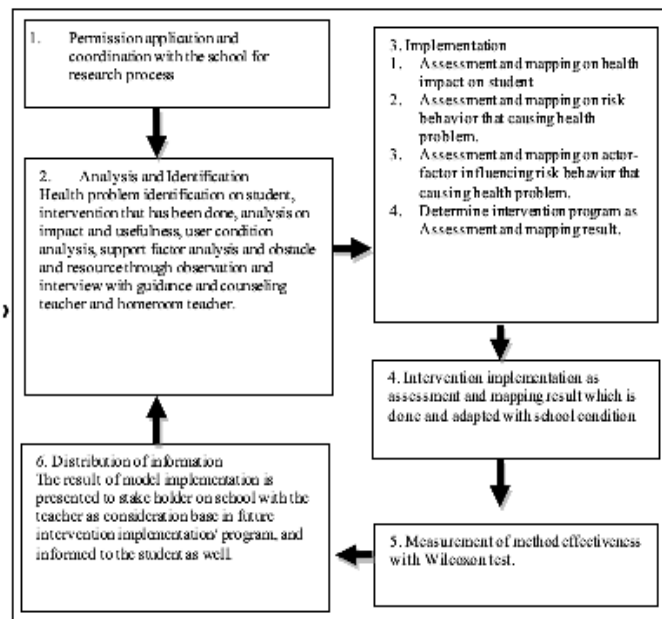 1. Permission application and
coordination with the school for
research process
2. Analysis and Identification
Health problem identification on student,
intervention that has been done, analysis on
impact and usefulness, user condition
analysis, support factor analysis and obstacle
and resource through observation and
interview with guidance and counseling
teacher and homeroom teacher.
3. Implementation
1. Assessment and mapping on health
impact on student
2. Assessment and mapping on risk
behavior that causing health
problem.
3. Assessment and mapping on actor-
factor influencing risk behavior that
causing health problem.
4. Determine intervention program as
Assessment and mapping result.
4. Intervention implementation as
assessment and mapping result which is
done and adapted with school condition
5. Measurement of method effectiveness
with Wilcoxon test.
6. Distribution of information
The result of model implementation is
presented to stake holder on school with the
teacher as consideration base in future
intervention implementation' program, and
informed to the student as well.